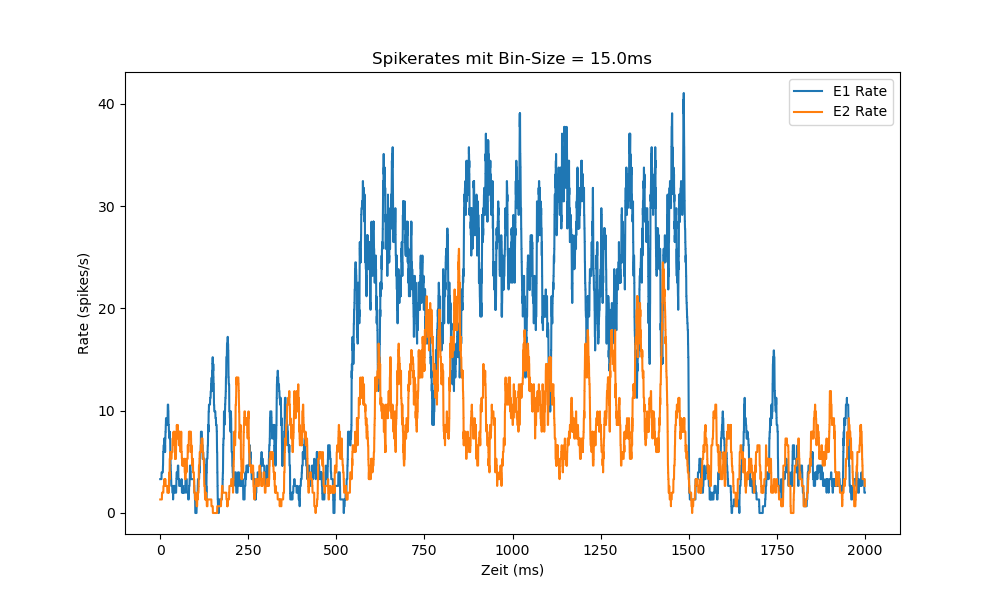 Spikerates mit Bin-Size = 15.0ms
E1 Rate
E2 Rate
40
30
20
10
0
Rate (spikes/s)
0 250 500 750 1000 1250 1500 1750 2000
Zeit (ms)